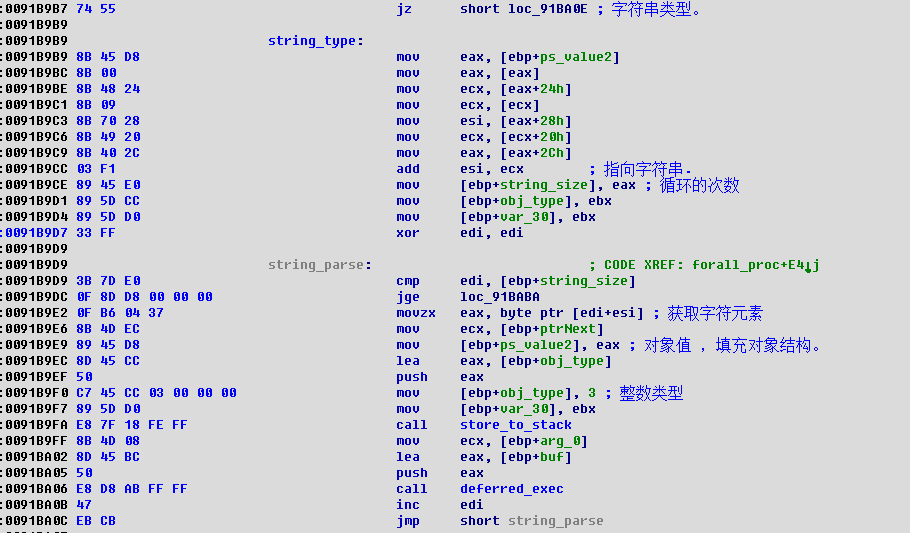 :0091B9B7 74 55 jz short loc_91BA0E ; 字符串类型。
:0091B9B9
:0091B9B9 string_type:
:0091B9B9 8B 45 D8 mov eax, [ebp+ps_value2]
:0091B9BC 8B 00 mov eax, [eax]
:0091B9BE 8B 48 24 mov ecx, [eax+24h]
:0091B9C1 8B 09 mov ecx, [ecx]
:0091B9C3 8B 70 28 mov esi, [eax+28h]
:0091B9C6 8B 49 20 mov ecx, [ecx+20h]
:0091B9C9 8B 40 2C mov eax, [eax+2Ch]
:0091B9CC 03 F1 add esi, ecx ; 指向字符串.
:0091B9CE 89 45 E0 mov [ebp+string_size], eax ; 循环的次数
:0091B9D1 89 5D CC mov [ebp+obj_type], ebx
:0091B9D4 89 5D D0 mov [ebp+var_30], ebx
:0091B9D7 33 FF xor edi, edi
:0091B9D9
:0091B9D9 string_parse: ; CODE XREF: forall_proc+E4↓j
:0091B9D9 3B 7D E0 cmp edi, [ebp+string_size]
:0091B9DC 0F 8D D8 00 00 00 jge loc_91BABA
:0091B9E2 0F B6 04 37 movzx eax, byte ptr [edi+esi] ; 获取字符元素
:0091B9E6 8B 4D EC mov ecx, [ebp+ptrNext]
:0091B9E9 89 45 D8 mov [ebp+ps_value2], eax ; 对象值 ，填充对象结构。
:0091B9EC 8D 45 CC lea eax, [ebp+obj_type]
:0091B9EF 50 push eax
:0091B9F0 C7 45 CC 03 00 00 00 mov [ebp+obj_type], 3 ; 整数类型
:0091B9F7 89 5D D0 mov [ebp+var_30], ebx
:0091B9FA E8 7F 18 FE FF call store_to_stack
:0091B9FF 8B 4D 08 mov ecx, [ebp+arg_0]
:0091BA02 8D 45 BC lea eax, [ebp+buf]
:0091BA05 50 push eax
:0091BA06 E8 D8 AB FF FF call deferred_exec
:0091BA0B 47 inc edi
:0091BA0C EB CB jmp short string_parse